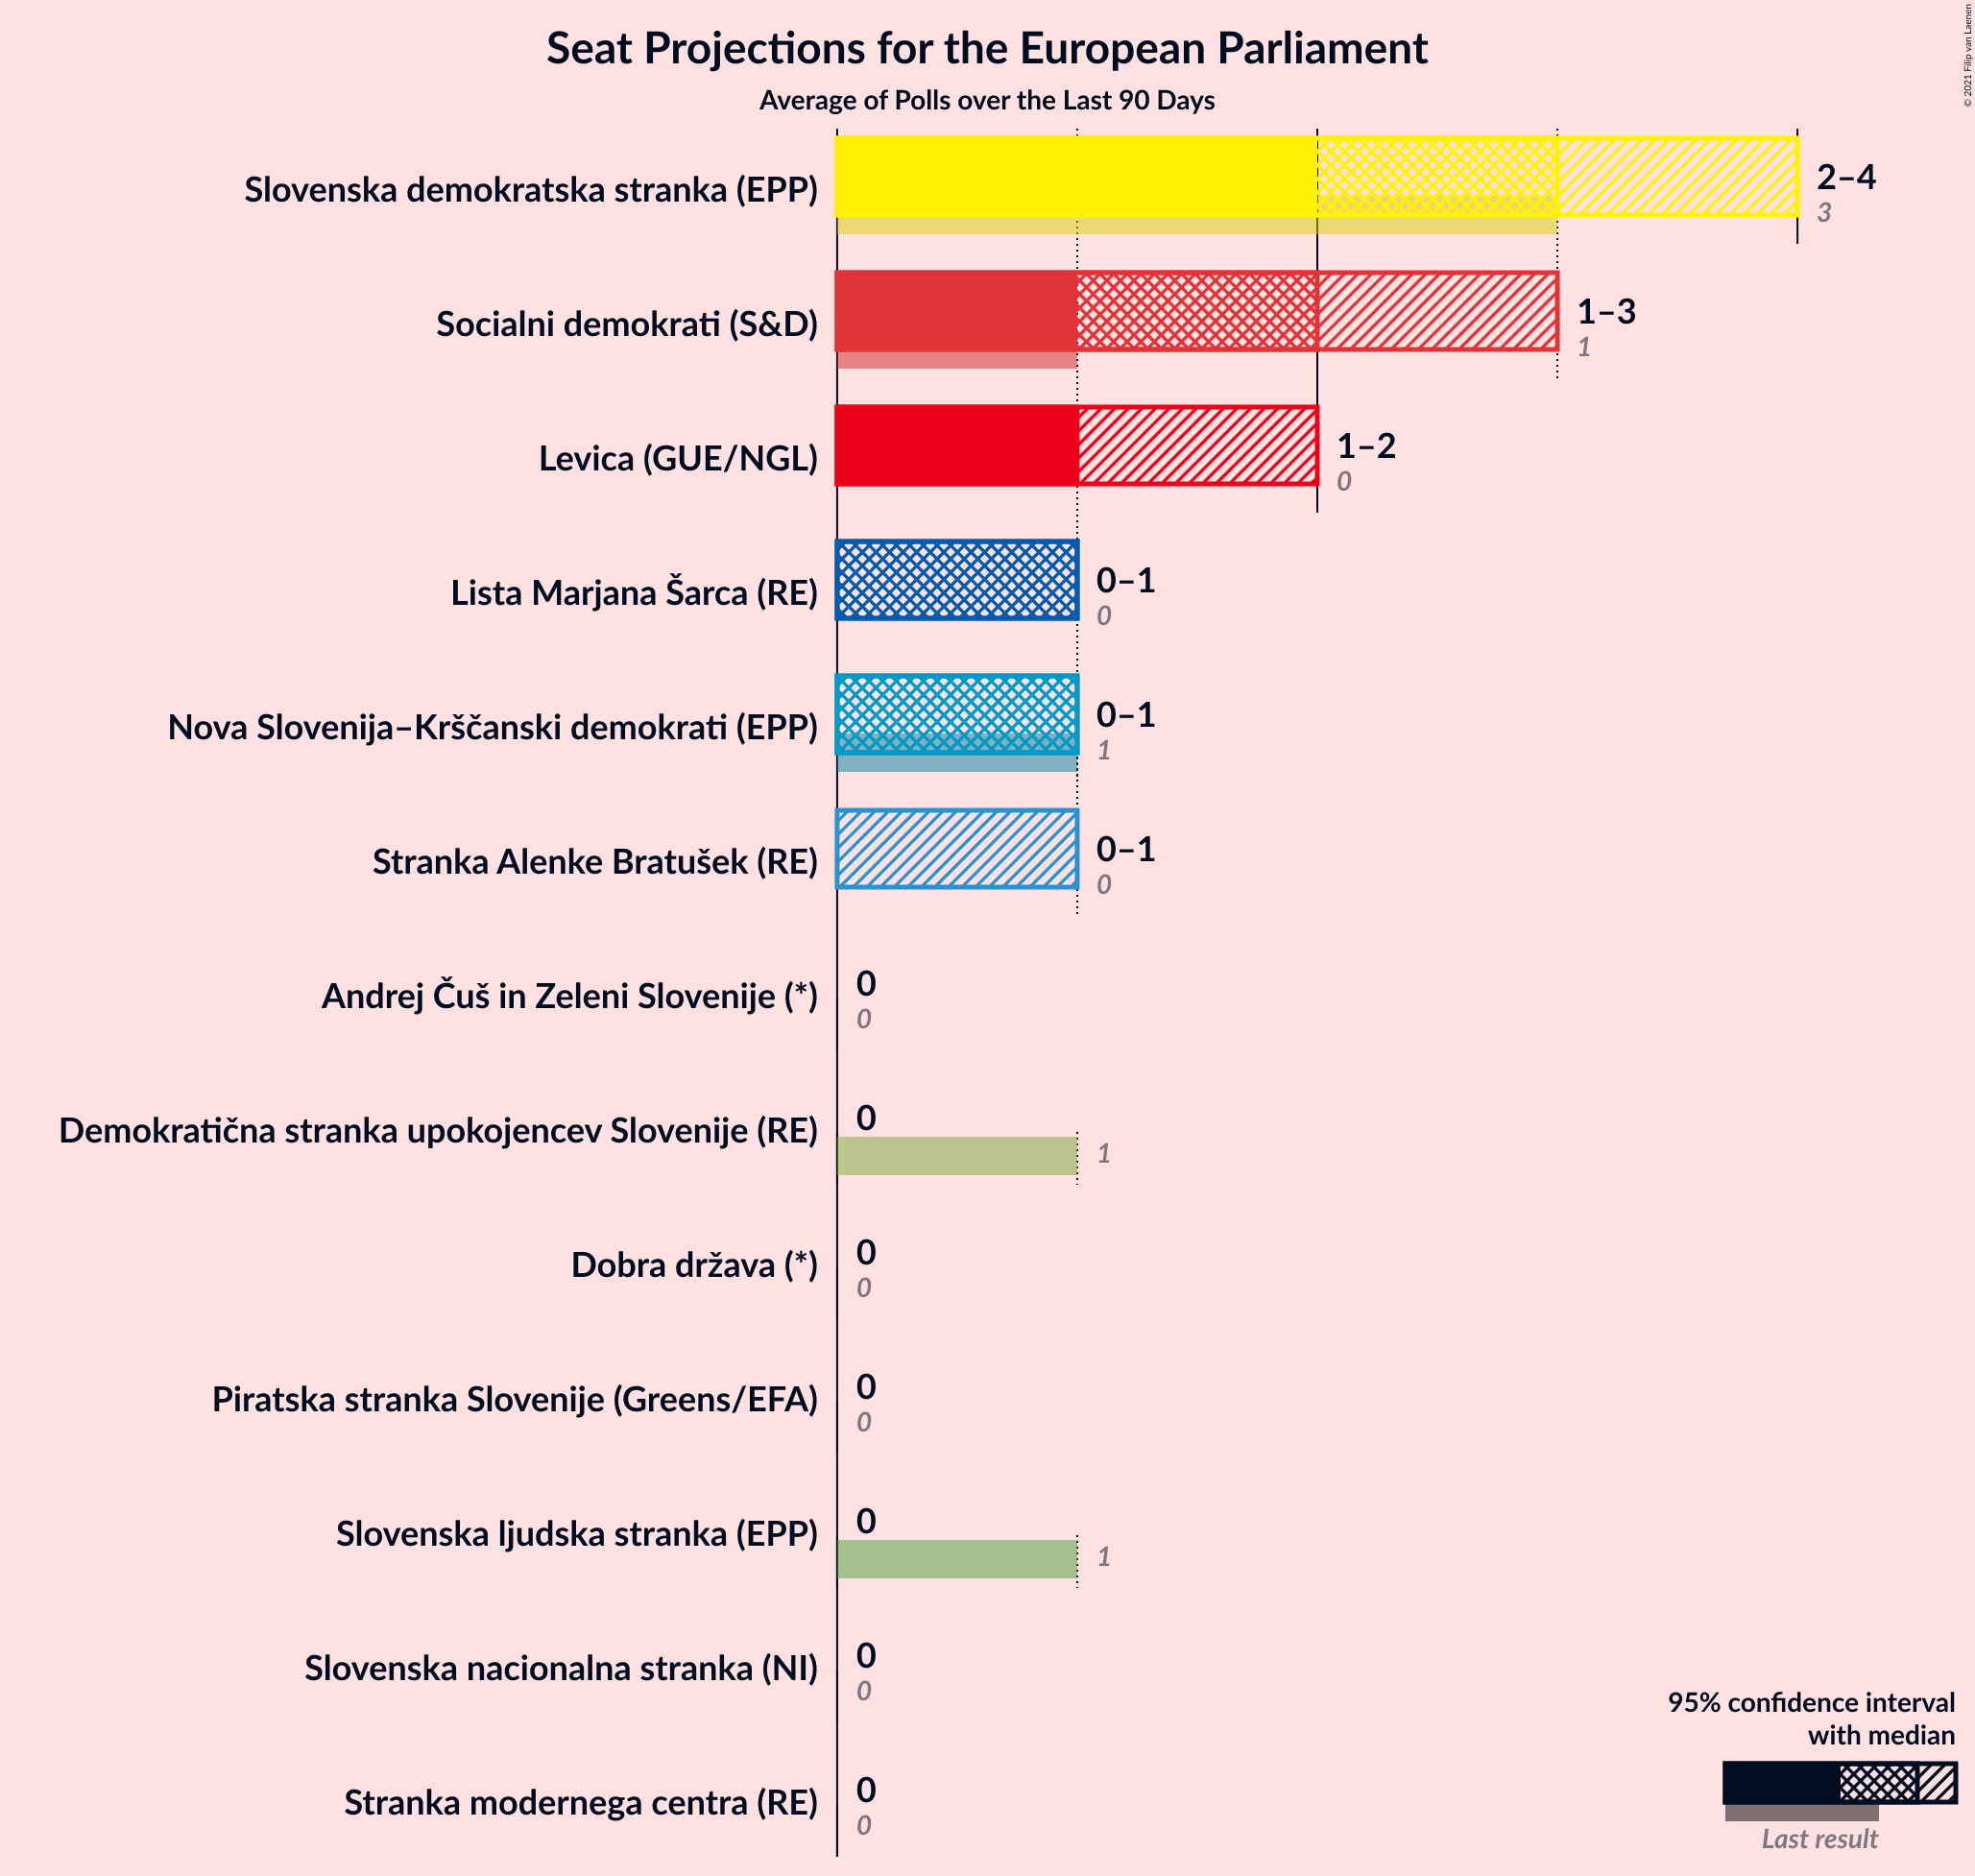 Seat Projections for the European Parliament
Average of Polls over the Last 90 Days
© 2021 Filip van Laenen
Slovenska demokratska stranka (EPP)
2–4
3
Socialni demokrati (S&D)
1–3
1
Levica (GUE/NGL)
1–2
0
Lista Marjana Šarca (RE)
0–1
0
Nova Slovenija–Krščanski demokrati (EPP)
0–1
1
Stranka Alenke Bratušek (RE)
0–1
0
Andrej Čuš in Zeleni Slovenije (*)
0
0
Demokratična stranka upokojencev Slovenije (RE)
0
1
Dobra država (*)
0
0
Piratska stranka Slovenije (Greens/EFA)
0
0
Slovenska ljudska stranka (EPP)
0
1
Slovenska nacionalna stranka (NI)
0
0
Stranka modernega centra (RE)
0
0
95% confidence interval
with median
Last result